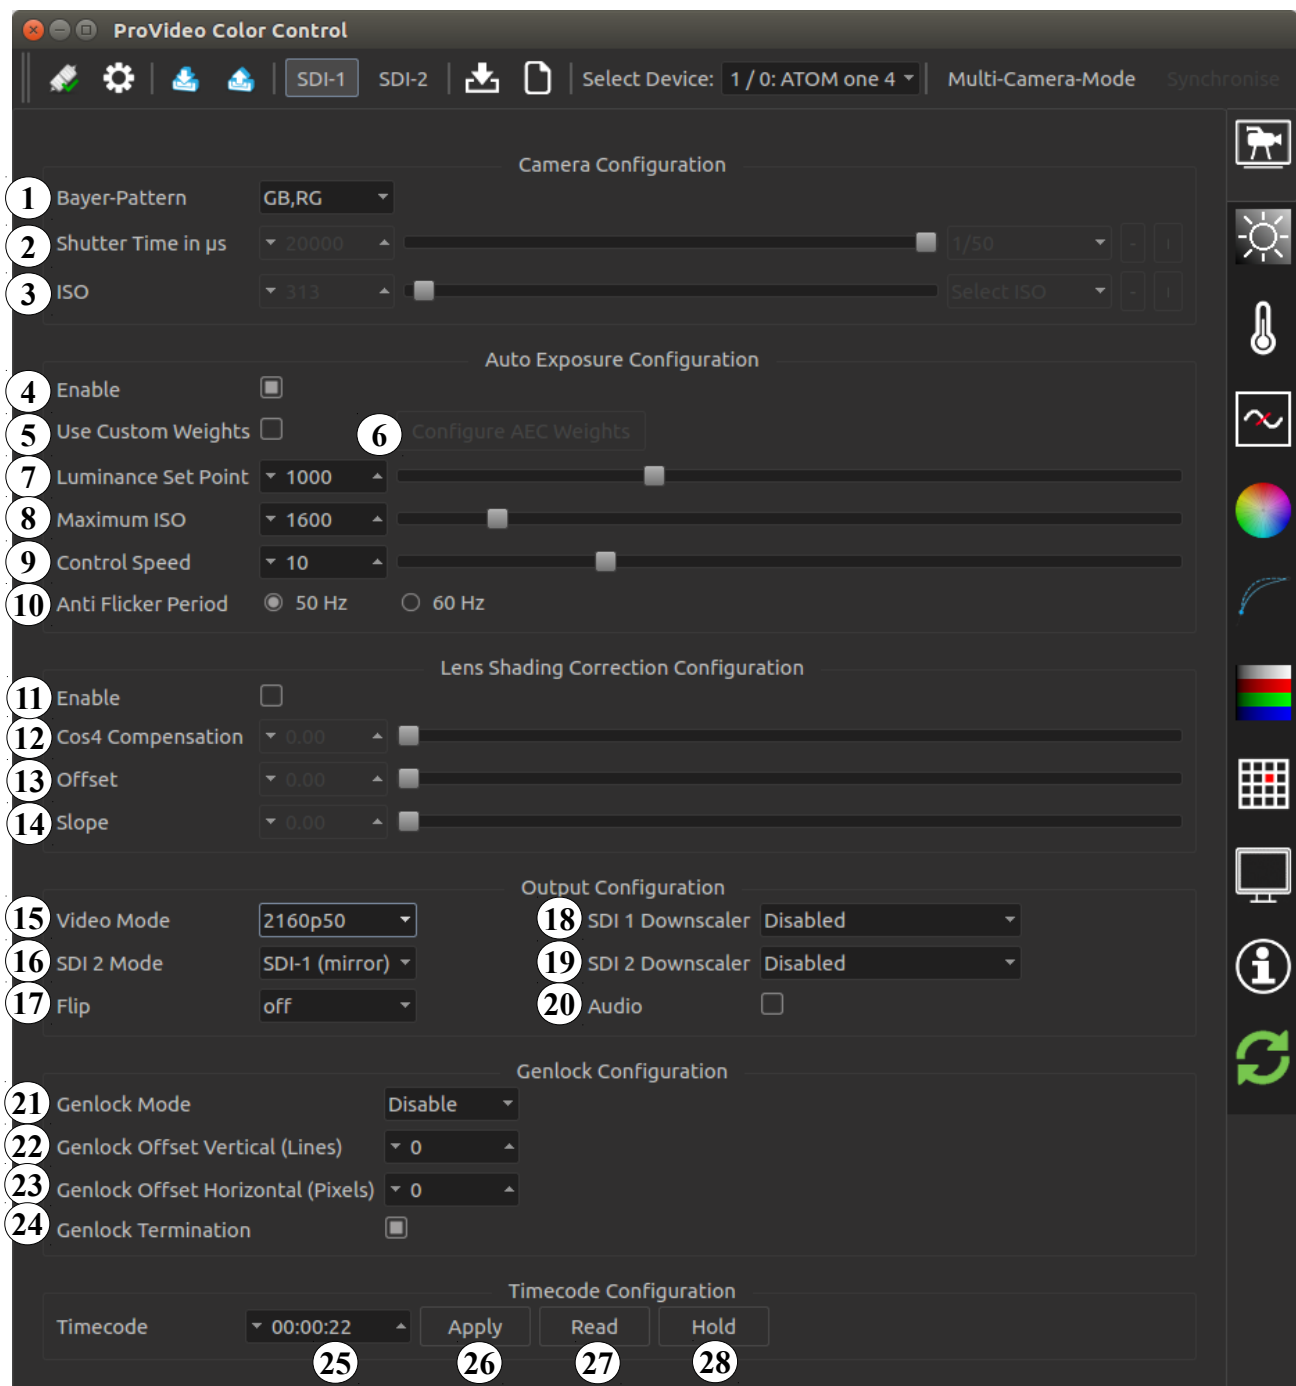 ProVideo Color Control
SDI-1 SDI-2 Select Device: 1 / 0: ATOM one 4 Multi-Camera-Mode Synchronise
Camera Configuration
1 Bayer-Pattern GB,RG
2 Shutter Time in µs 20000 1/50 -
3 ISO 313 Select ISO -
Auto Exposure Configuration
4 Enable
5 Use Custom Weights 6 Configure AEC Weights
7 Luminance Set Point 1000
8 Maximum ISO 1600
9 Control Speed 10
10 Anti Flicker Period 50 Hz 60 Hz
Lens Shading Correction Configuration
11 Enable
12 Cos4 Compensation 0.00
13 Offset 0.00
14 Slope 0.00
Output Configuration
15 Video Mode 2160p50 18 SDI 1 Downscaler Disabled
16 SDI 2 Mode SDI-1 (mirror) 19 SDI 2 Downscaler Disabled
17 Flip off 20 Audio
Genlock Configuration
21 Genlock Mode Disable
22 Genlock Offset Vertical (Lines) 0
23 Genlock Offset Horizontal (Pixels) 0
24 Genlock Termination
Timecode Configuration
Timecode 00:00:22 Apply Read Hold
25 26 27 28